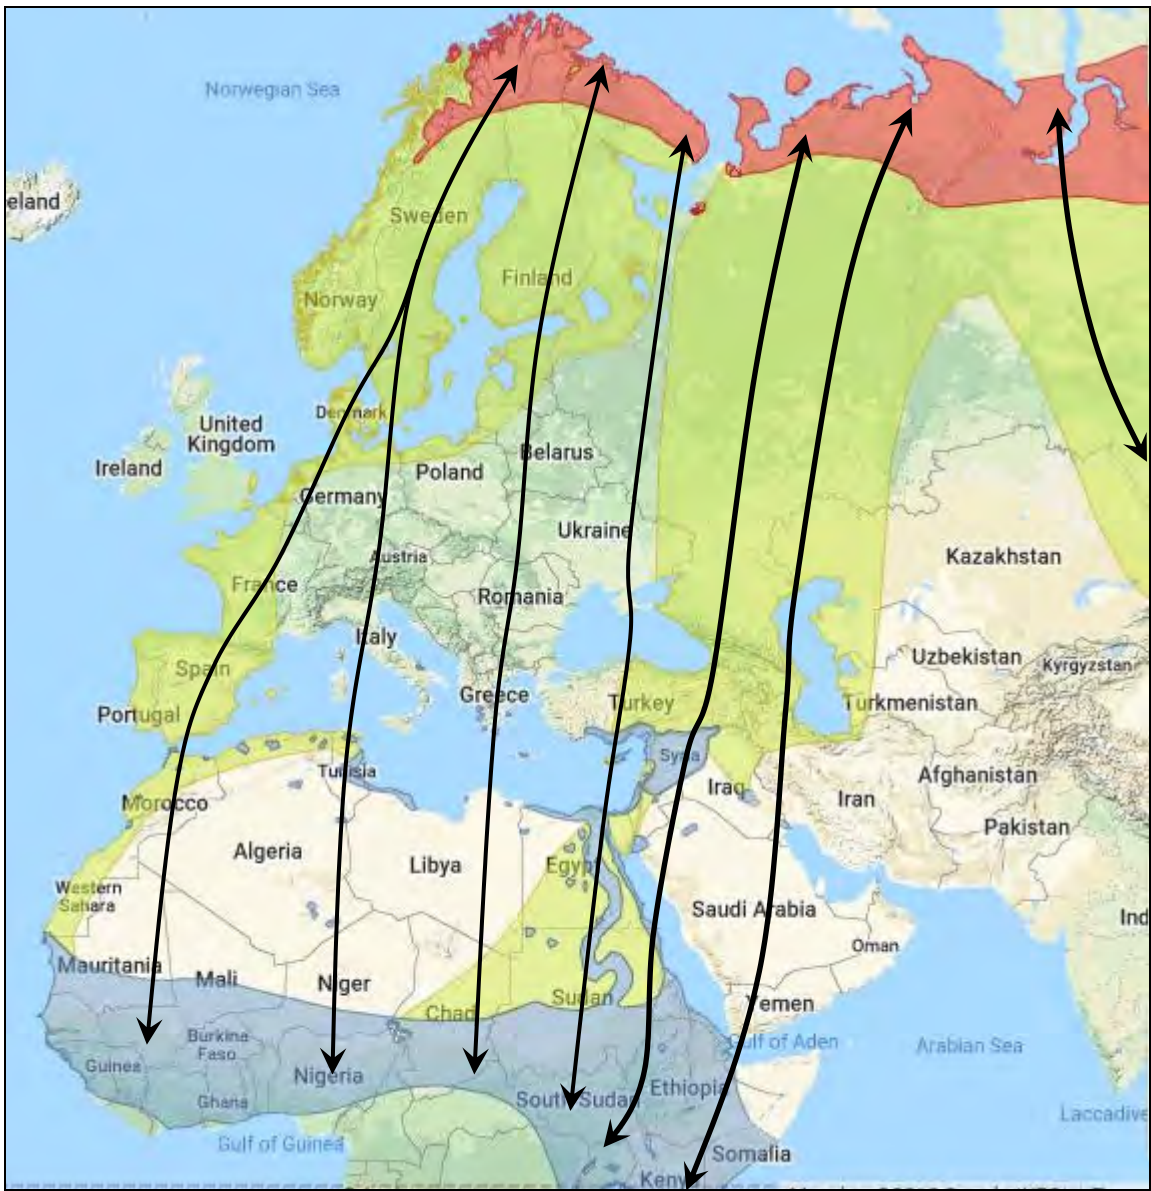 Norwegian Sea
eland
Sweden
Finland
Norway
Denmark
United
Kingdom
Ireland
Belarus
Poland
Germany
Ukraine
Austria
Kazakhstan
France
Romania
Italy
Uzbekistan
Kyrgyzstan
Spain
Greece
Turkey
Turkmenistan
Portugal
Syria
Tunisia
Afghanistan
Iraq
Iran
Morocco
Pakistan
Algeria
Libya
Egypt
Western
Sahara
Saudi Arabia
Ind
Oman
Mauritania
Mali
Niger
Sudan
Yemen
Chad
Burkina
Faso
Gulf of Aden
Arabian Sea
Guinea
Nigeria
Ethiopia
South Sudan
Ghana
Laccadive
Gulf of Guinea
Somalia
Kenya